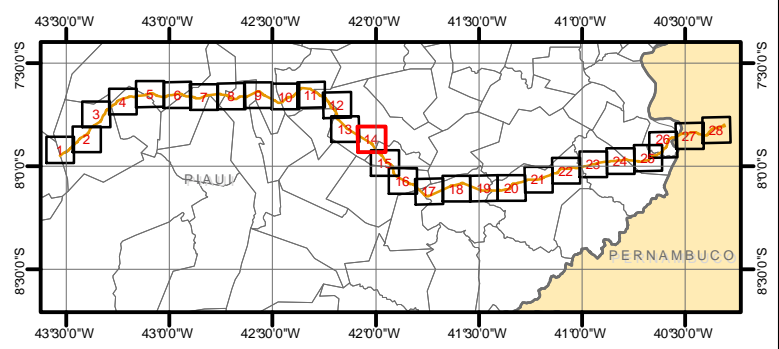 43°30'0"W 43°0'0"W 42°30'0"W 42°0'0"W 41°30'0"W 41°0'0"W 40°30'0"W
7°30'0"S 7°30'0"S
1 2 3 4 5 6 7 8 9 10 11 12 13 14 15 16 17 18 19 20 21 22 23 24 25 26 27 28
8°0'0"S 8°0'0"S
PIAUI
PERNAMBUCO
8°30'0"S 8°30'0"S
43°30'0"W 43°0'0"W 42°30'0"W 42°0'0"W 41°30'0"W 41°0'0"W 40°30'0"W